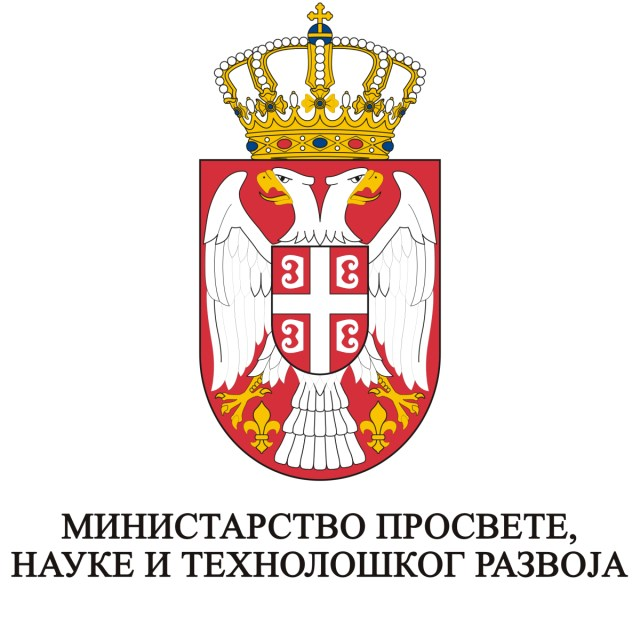 МИНИСТАРСТВО ПРОСВЕТЕ,
НАУКЕ И ТЕХНОЛОШКОГ РАЗВОЈА